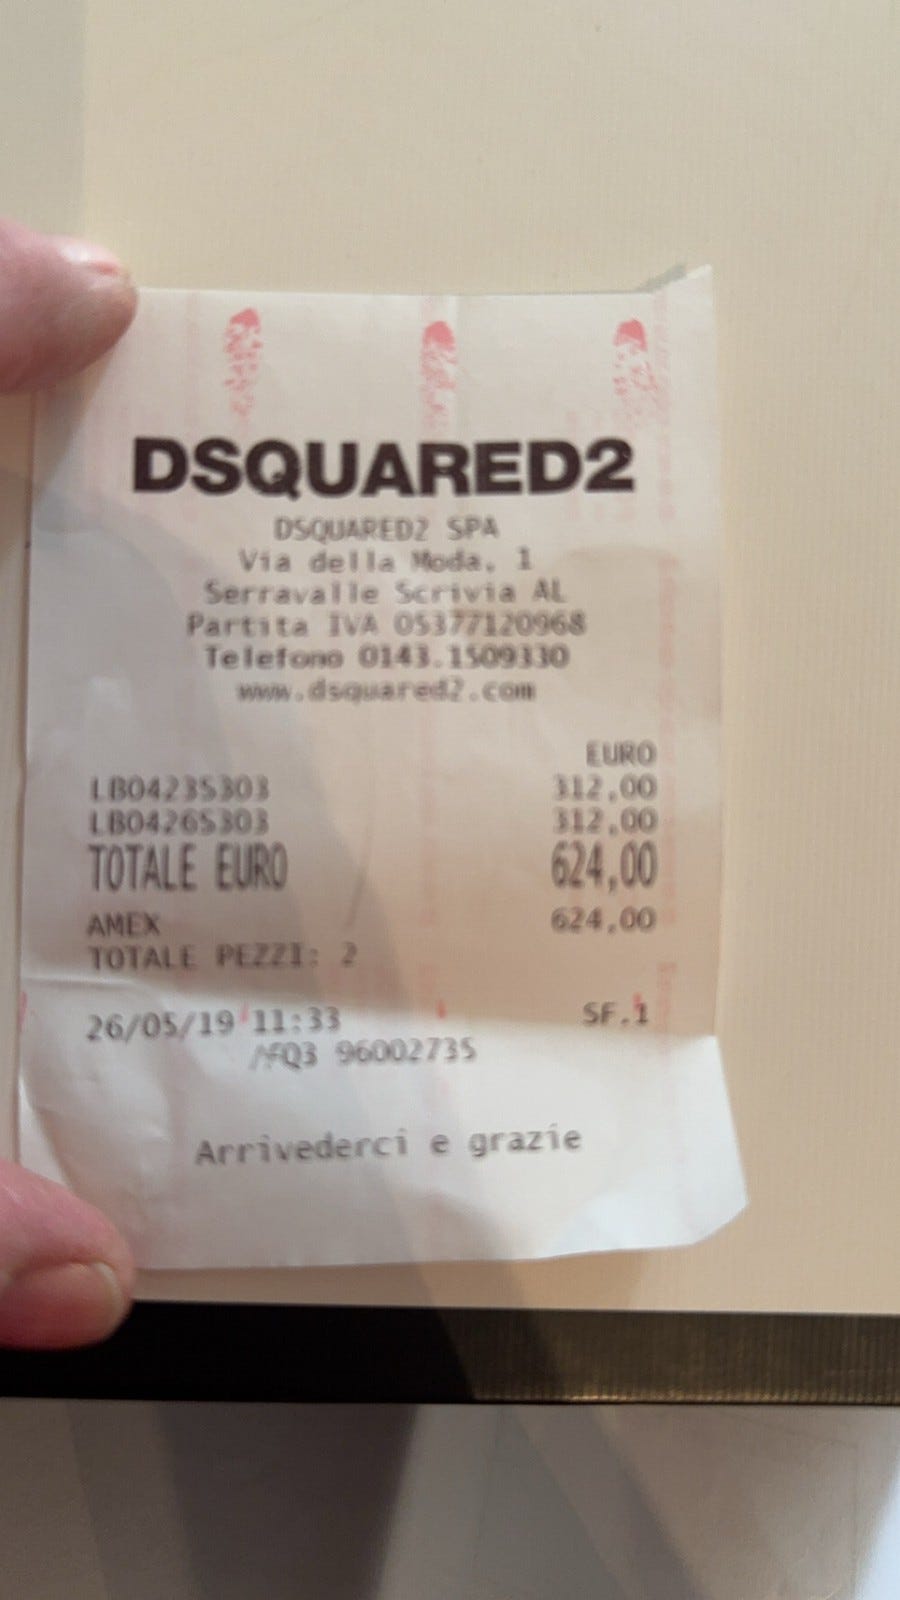 DSQUARED2
DSQUARED2 SPA
Via della Moda, 1
Serravalle Scrivia AL
Partita IVA 05377120968
Telefono 0143.1509330
www.dsquared2.com
EURO
LB04235303 312,00
LB04265303 312,00
TOTALE EURO 624,00
AMEX 624,00
TOTALE PEZZI: 2
26/05/19 11:33 SF.1
96002735
Arrivederci e grazie